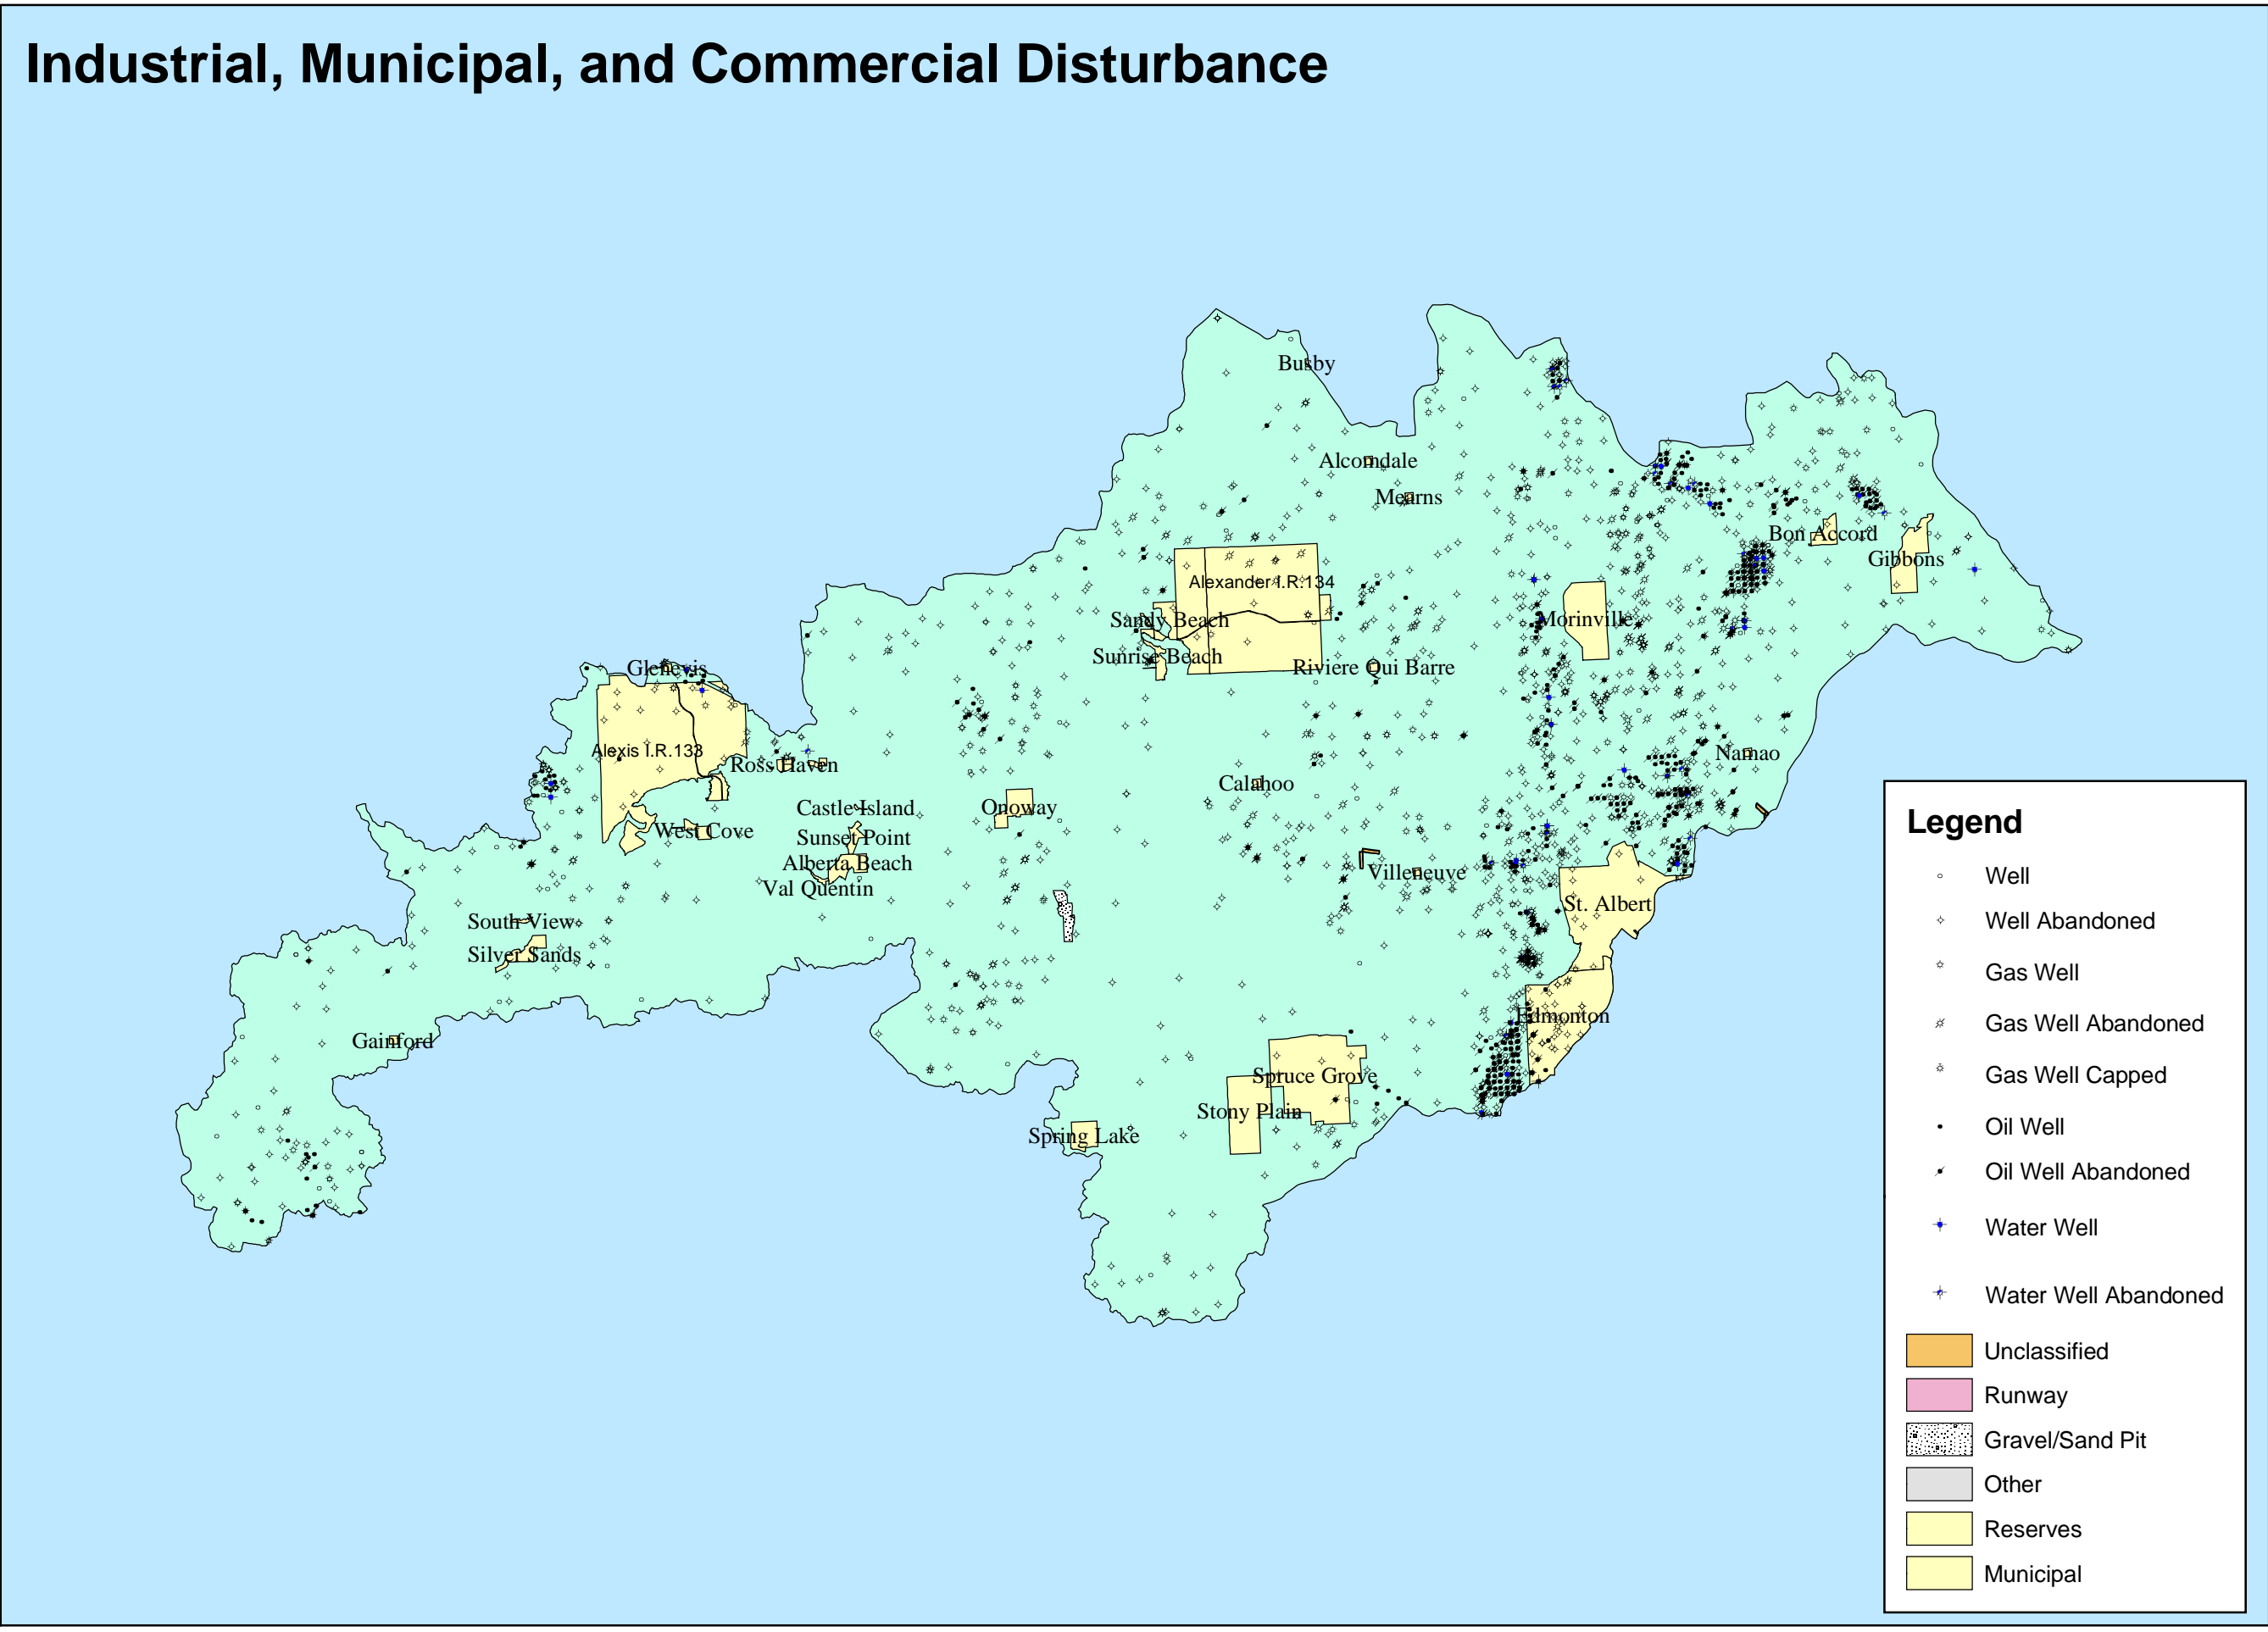 Industrial, Municipal, and Commercial Disturbance
Busby
Alcomdale
Mearns
Bon Accord
Gibbons
Alexander I.R.134
Sandy Beach
Morinville
Sunrise Beach
Riviere Qui Barre
Glenevis
Alexis I.R.133
Ross Haven
Namao
Calahoo
Castle Island
Onoway
West Cove
Sunset Point
Alberta Beach
Villeneuve
Val Quentin
St. Albert
South View
Silver Sands
Edmonton
Gainford
Spruce Grove
Stony Plain
Spring Lake
Legend
Well
Well Abandoned
Gas Well
Gas Well Abandoned
Gas Well Capped
Oil Well
Oil Well Abandoned
Water Well
Water Well Abandoned
Unclassified
Runway
Gravel/Sand Pit
Other
Reserves
Municipal